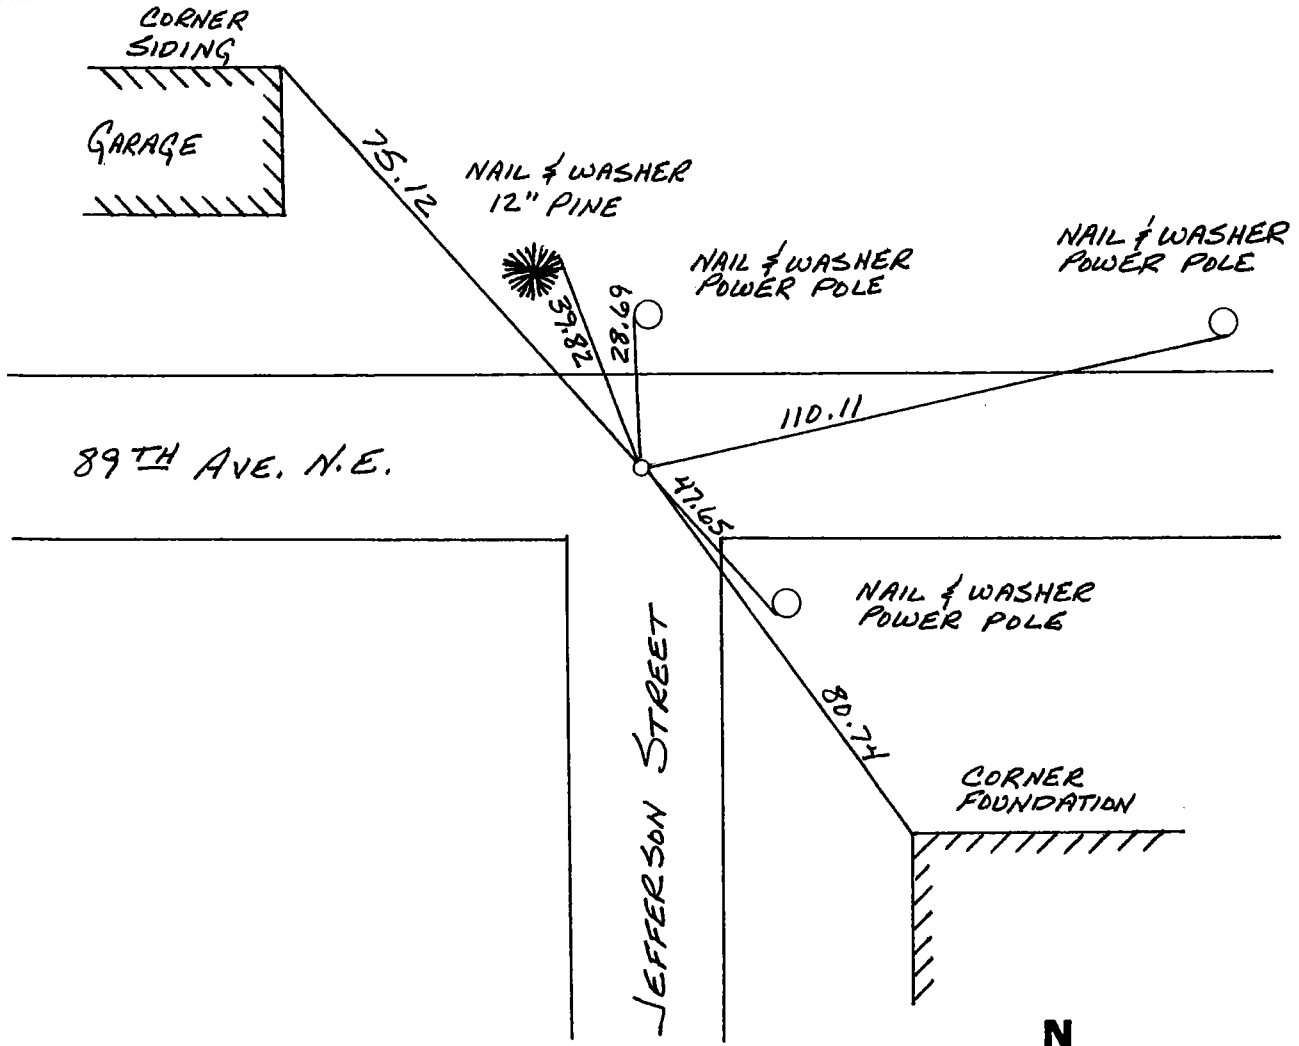 CORNER
SIDING
GARAGE
75.12
NAIL & WASHER
12" PINE
39.82
28.69
NAIL & WASHER
POWER POLE
NAIL & WASHER
POWER POLE
110.11
89TH AVE. N.E.
47.65
NAIL & WASHER
POWER POLE
JEFFERSON STREET
80.74
CORNER
FOUNDATION
N